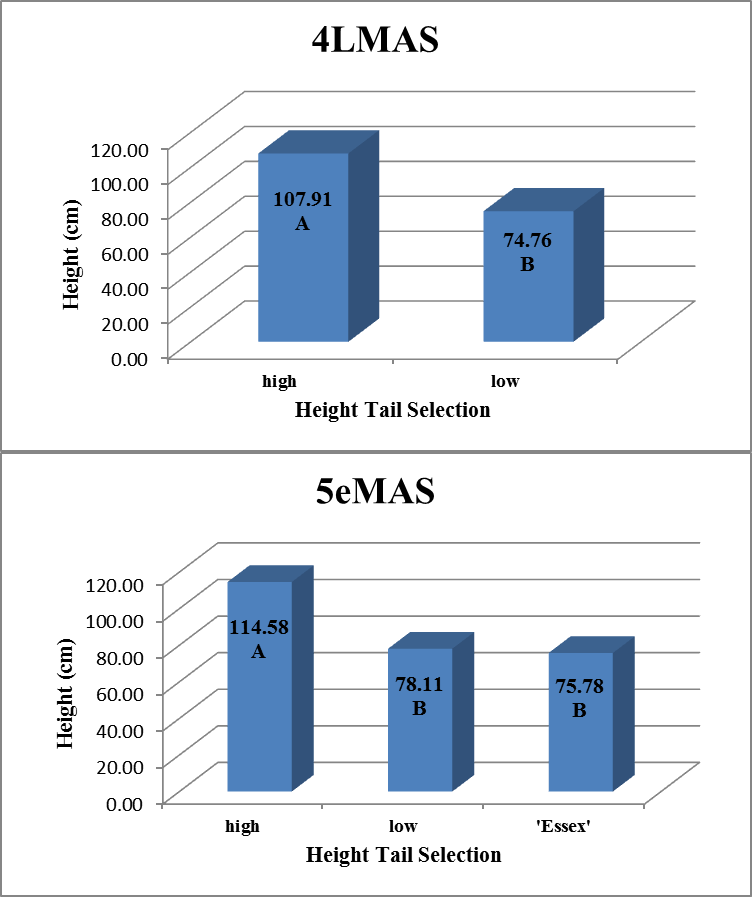 4LMAS
120.00
100.00
80.00
60.00
40.00
20.00
0.00
Height (cm)
107.91
A
74.76
B
high low
Height Tail Selection
5eMAS
120.00
100.00
80.00
60.00
40.00
20.00
0.00
Height (cm)
114.58
A
78.11
B
75.78
B
high low 'Essex'
Height Tail Selection